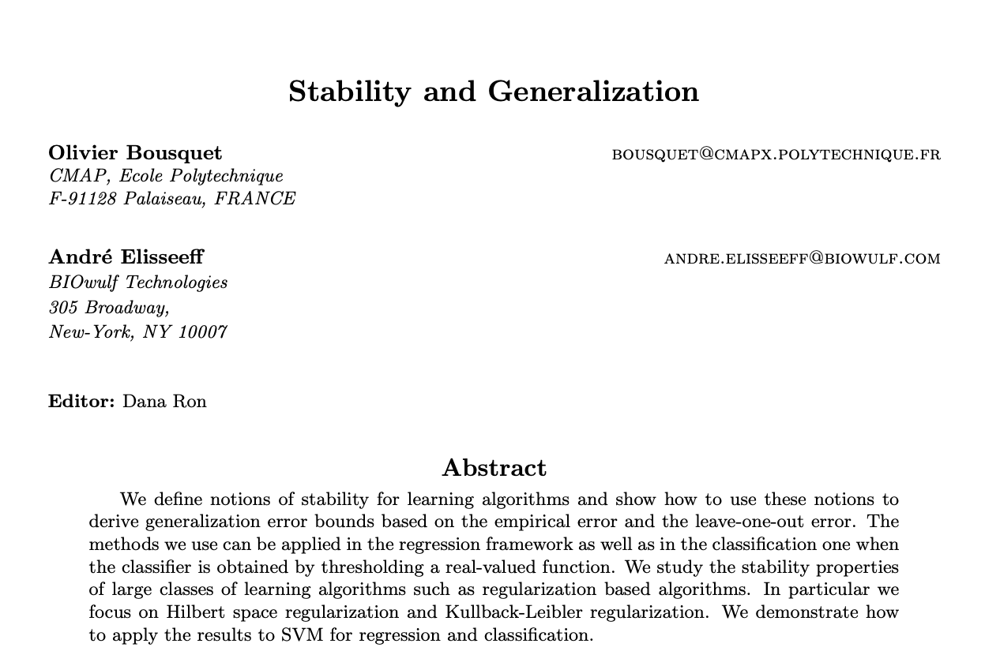 Stability and Generalization
Olivier Bousquet BOUSQUET@CMAPX.POLYTECHNIQUE.FR
CMAP, Ecole Polytechnique
F-91128 Palaiseau, FRANCE
André Elisseeff ANDRE.ELISSEEFF@BIOWULF.COM
BIOwulf Technologies
305 Broadway,
New-York, NY 10007
Editor: Dana Ron
Abstract
We define notions of stability for learning algorithms and show how to use these notions to
derive generalization error bounds based on the empirical error and the leave-one-out error. The
methods we use can be applied in the regression framework as well as in the classification one when
the classifier is obtained by thresholding a real-valued function. We study the stability properties
of large classes of learning algorithms such as regularization based algorithms. In particular we
focus on Hilbert space regularization and Kullback-Leibler regularization. We demonstrate how
to apply the results to SVM for regression and classification.